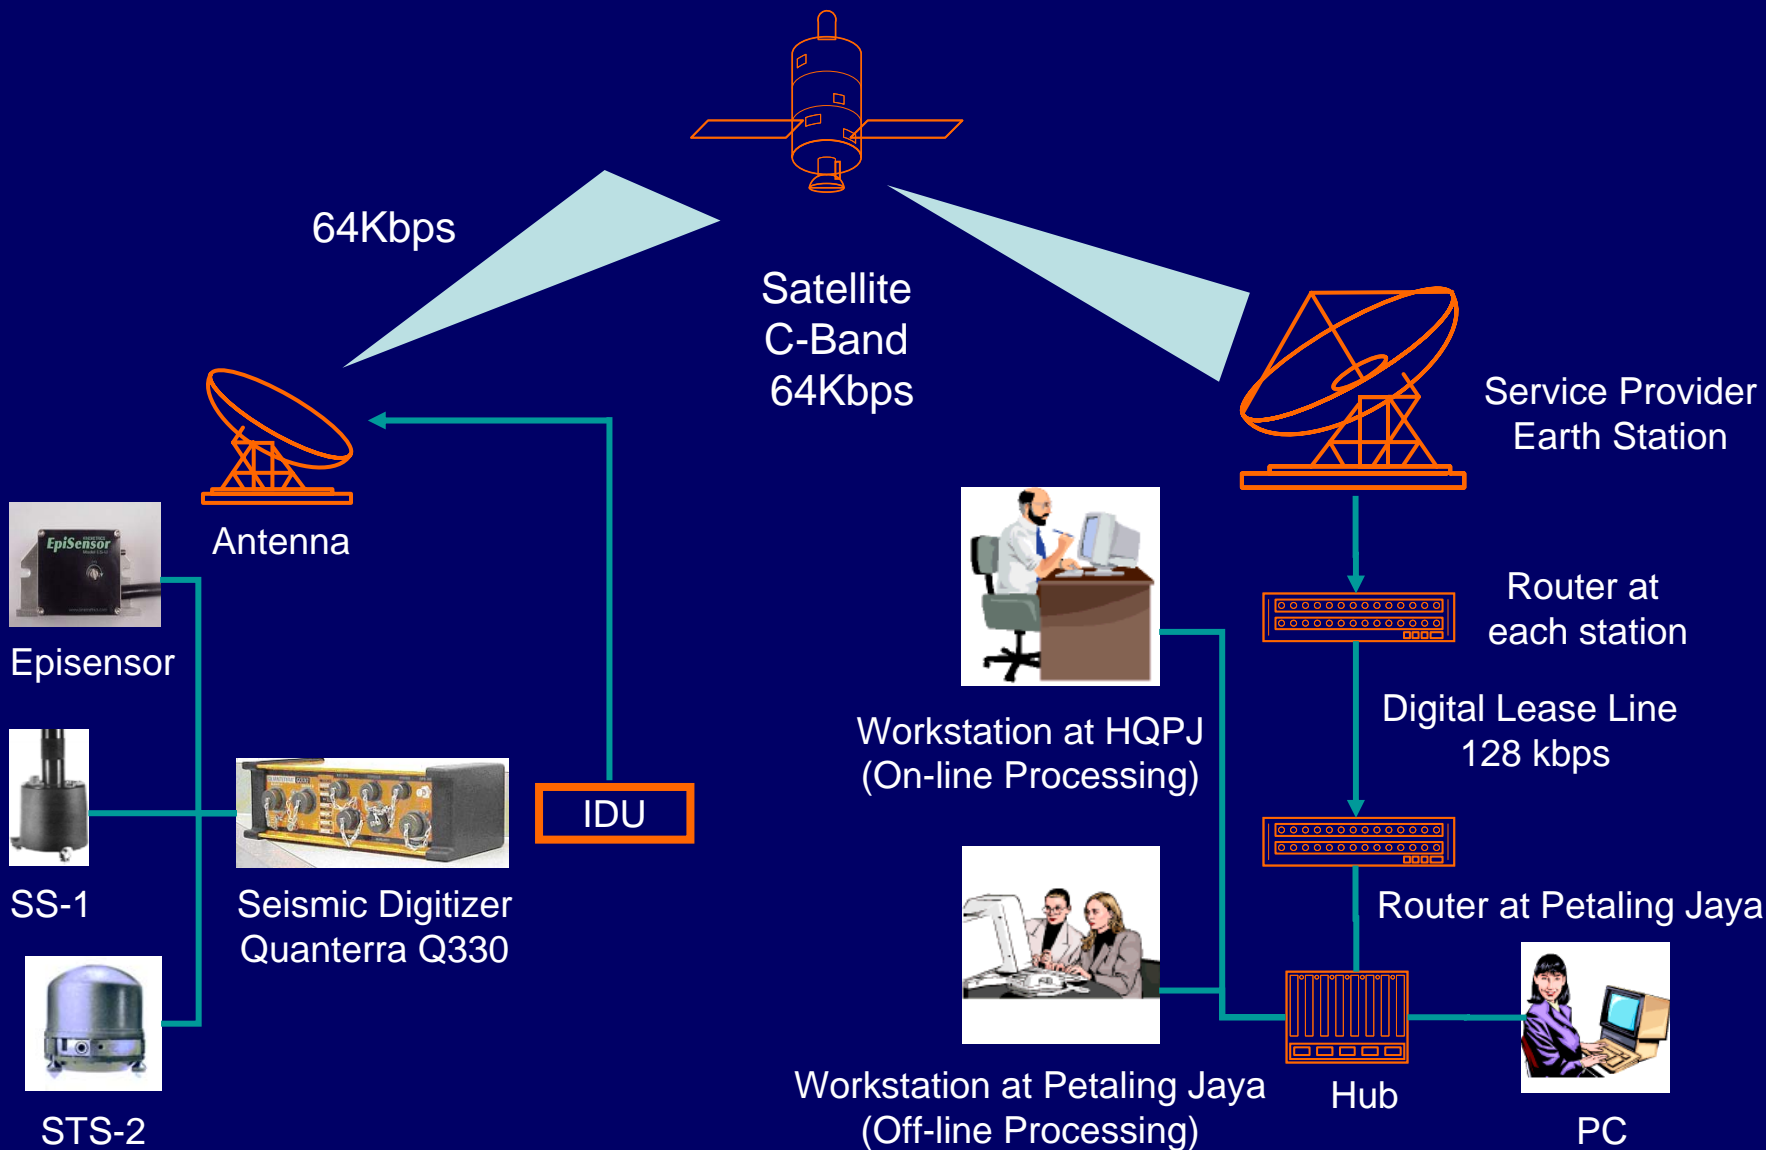 64Kbps
Satellite
C-Band
64Kbps
Service Provider
Earth Station
Antenna
EpiSensor
Episensor
Router at
each station
Digital Lease Line
128 kbps
Workstation at HQPJ
(On-line Processing)
IDU
SS-1
Seismic Digitizer
Quanterra Q330
Router at Petaling Jaya
STS-2
Workstation at Petaling Jaya
(Off-line Processing)
Hub
PC